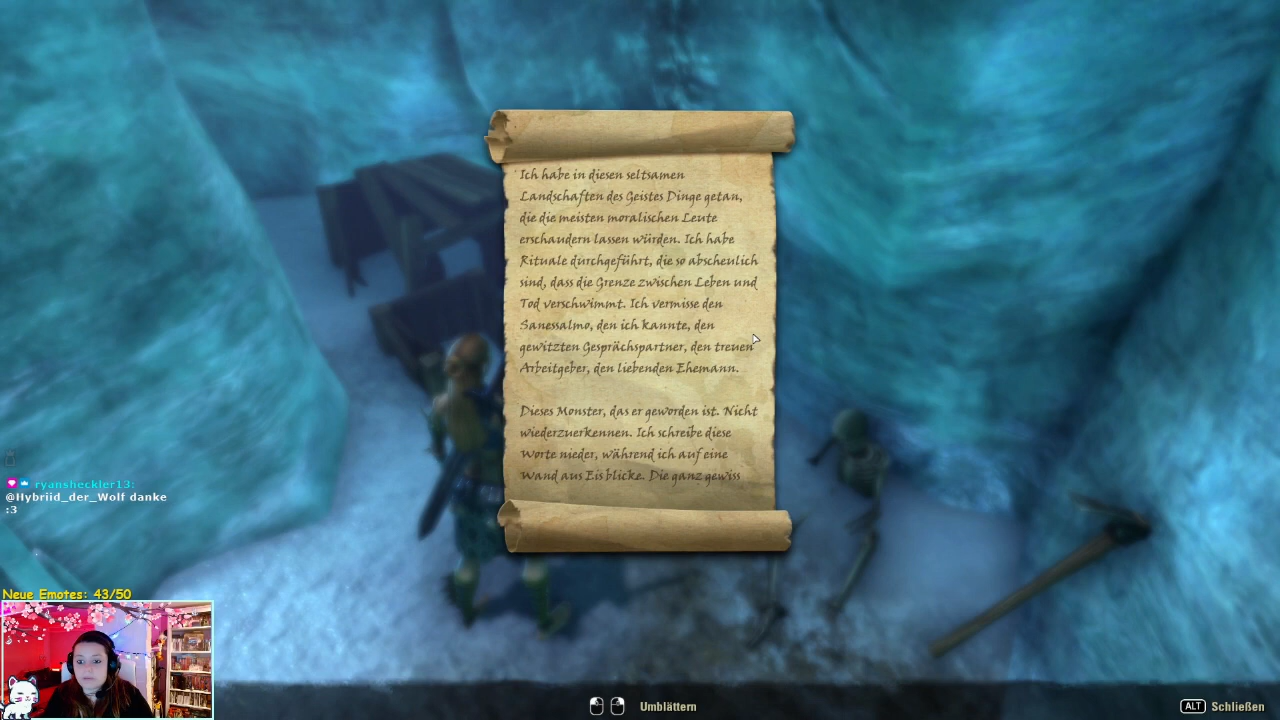 Ich habe in diesen seltsamen
Landschaften des Geistes Dinge getan,
die die meisten moralischen Leute
erschaudern lassen würden. Ich habe
Rituale durchgeführt, die so abscheulich
sind, dass die Grenze zwischen Leben und
Tod verschwimmt. Ich vermisse den
Sanessalmo, den ich kannte, den
gewitzten Gesprächspartner, den treuen
Arbeitgeber, den liebenden Ehemann.
Dieses Monster, das er geworden ist. Nicht
wiederzuerkennen. Ich schreibe diese
Worte nieder, während ich auf eine
Wand aus Eis blicke. Die ganz gewiss
ryansheckler13:
@Hybriid_der_Wolf danke
:3
Neue Emotes: 43/50
Umblättern
ALT Schließen